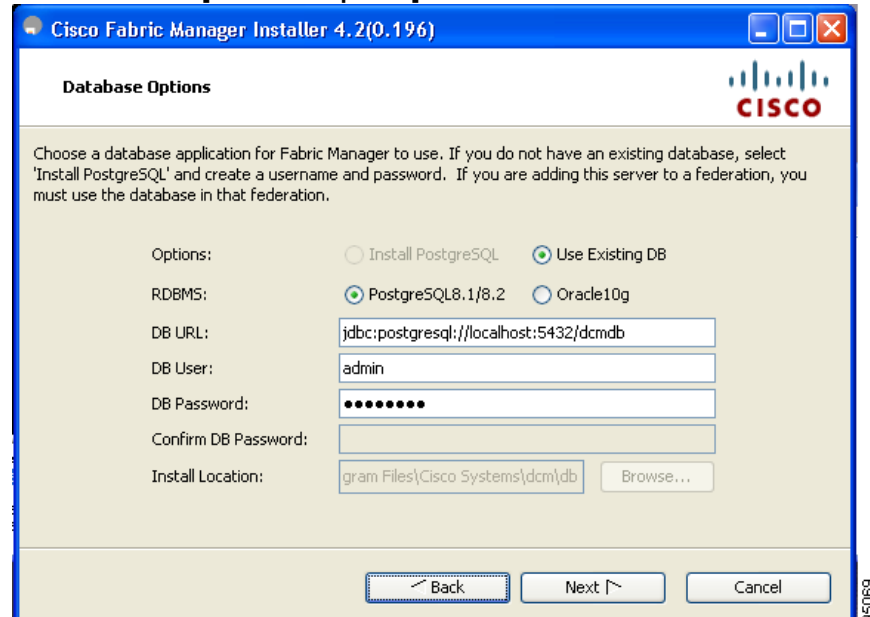 Cisco Fabric Manager Installer 4.2(0.196)
Database Options
CISCO
Choose a database application for Fabric Manager to use. If you do not have an existing database, select
'Install PostgreSQL' and create a username and password. If you are adding this server to a federation, you
must use the database in that federation.
Options: Install PostgreSQL Use Existing DB
RDBMS: PostgreSQL8.1/8.2 Oracle10g
DB URL: jdbc:postgresql://localhost:5432/dcmdb
DB User: admin
DB Password: ●●●●●●●●
Confirm DB Password:
Install Location: gram Files\Cisco Systems\dcm\db Browse...
Back Next Cancel